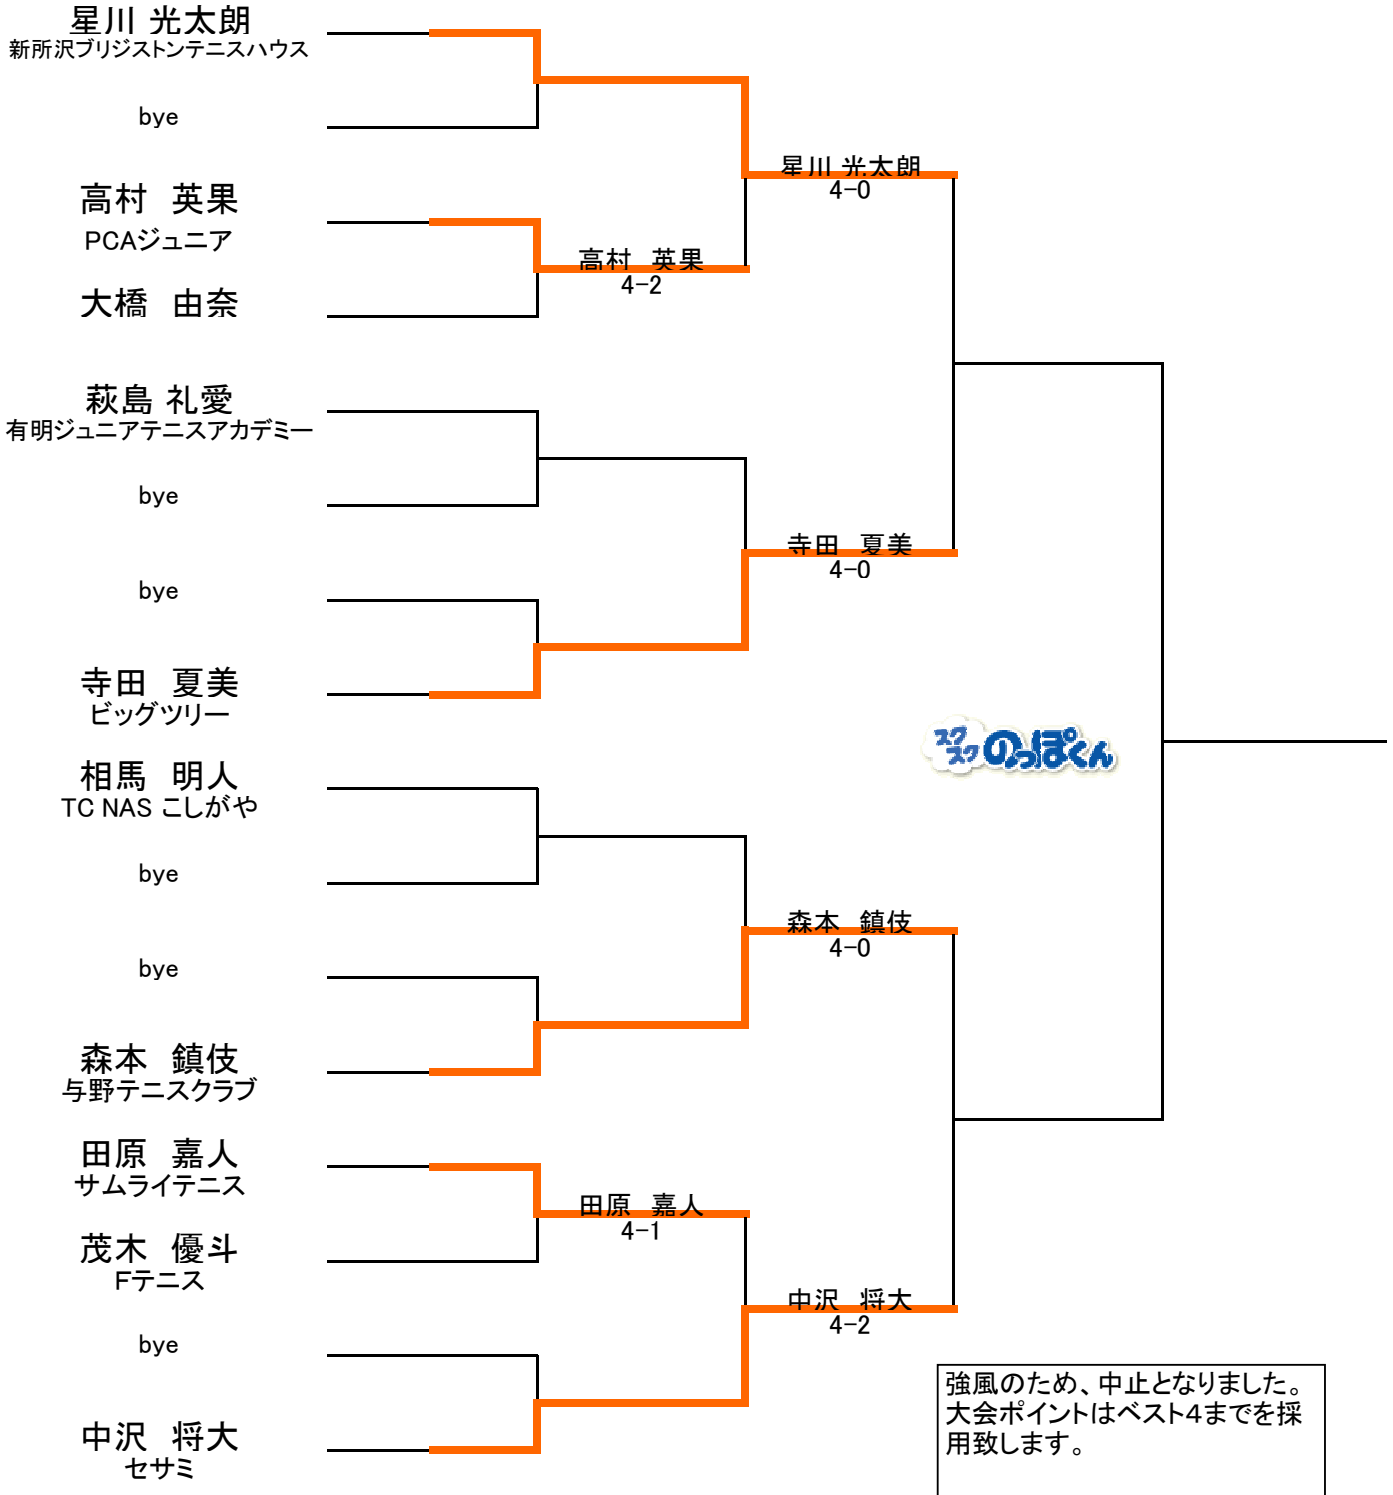 星川 光太朗
新所沢ブリジストンテニスハウス
bye
星川 光太朗
4-0
高村　英果
PCAジュニア
高村　英果
4-2
大橋　由奈
萩島 礼愛
有明ジュニアテニスアカデミー
bye
寺田　夏美
4-0
bye
寺田　夏美
ビッグツリー
スクスク のっぽくん
相馬　明人
TC NAS こしがや
bye
森本　鎮伎
4-0
bye
森本　鎮伎
与野テニスクラブ
田原　嘉人
サムライテニス
田原　嘉人
4-1
茂木　優斗
Fテニス
中沢　将大
4-2
bye
中沢　将大
セサミ
強風のため、中止となりました。
大会ポイントはベスト4までを採
用致します。